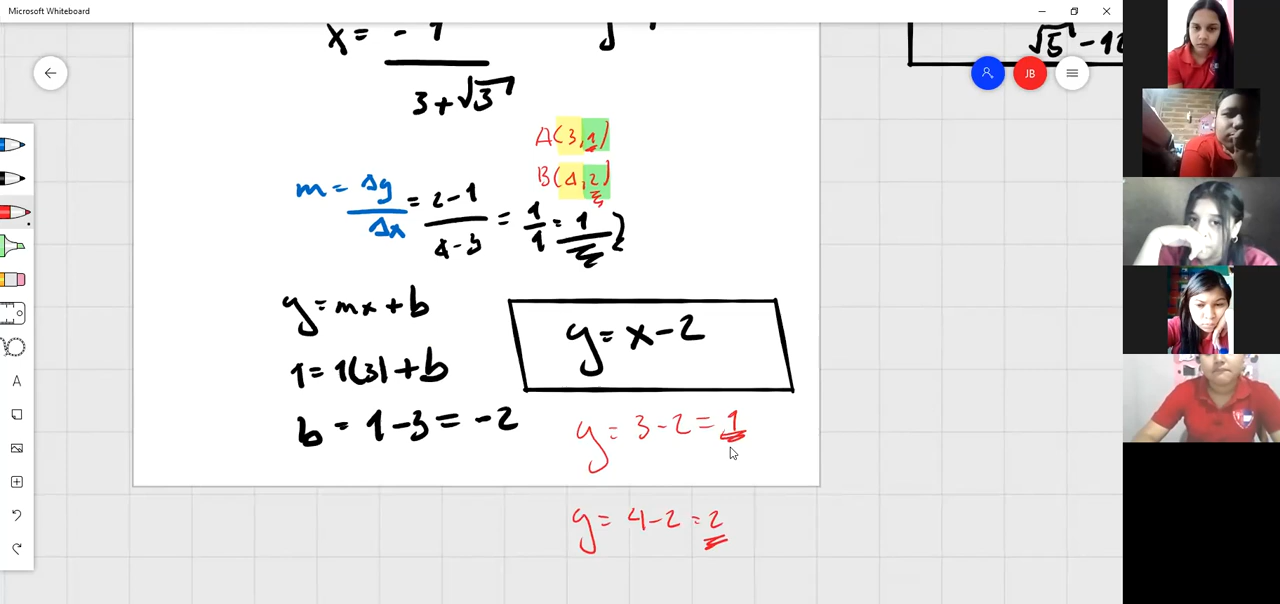 Microsoft Whiteboard
JB
3+√3
√5 -
A(3,1)
B(4,2)
m = Δy/Δx = 2-1/4-3 = 1/1 = 1
y = mx + b
1 = 1(3) + b
b = 1-3 = -2
y = x-2
y = 3-2 = 1
y = 4-2 = 2
A